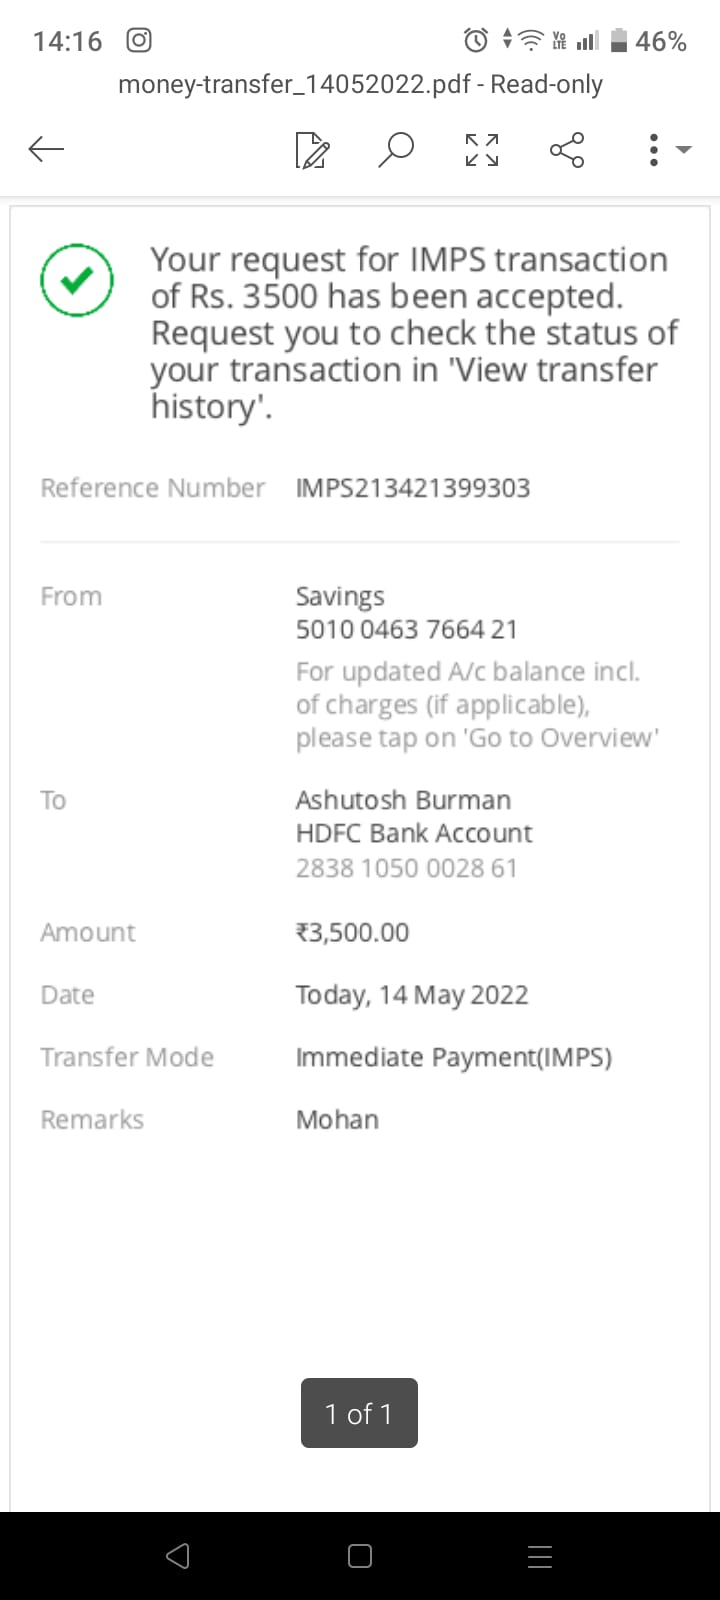 14:16 46%
money-transfer_14052022.pdf - Read-only
Your request for IMPS transaction
of Rs. 3500 has been accepted.
Request you to check the status of
your transaction in 'View transfer
history'.
Reference Number IMPS213421399303
From Savings
5010 0463 7664 21
For updated A/c balance incl.
of charges (if applicable),
please tap on 'Go to Overview'
To Ashutosh Burman
HDFC Bank Account
2838 1050 0028 61
Amount ₹3,500.00
Date Today, 14 May 2022
Transfer Mode Immediate Payment(IMPS)
Remarks Mohan
1 of 1